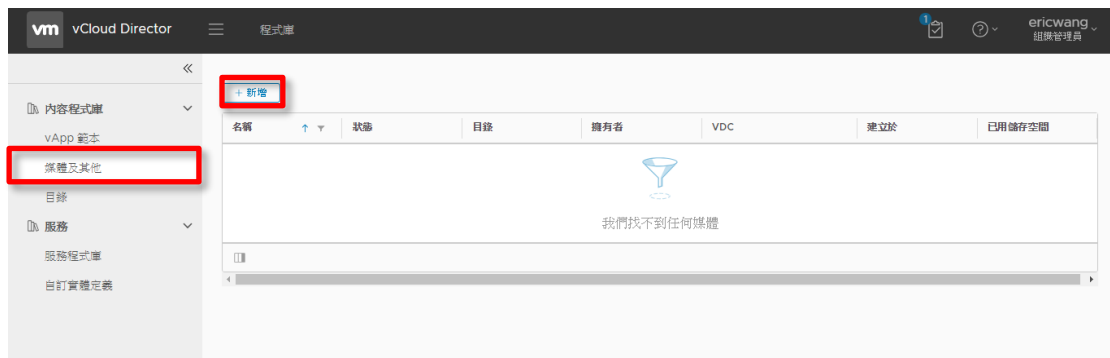 vm vCloud Director 程式庫 1 ericwang
組織管理員
+ 新增
內容程式庫
vApp 範本
媒體及其他
目錄
服務
服務程式庫
自訂實體定義
名稱 狀態 目錄 擁有者 VDC 建立於 已用儲存空間
我們找不到任何媒體